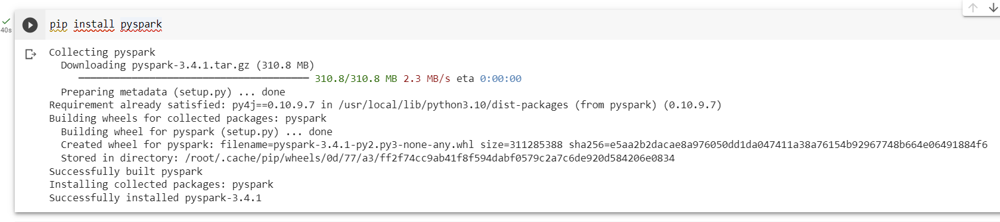 40s
pip install pyspark
Collecting pyspark
Downloading pyspark-3.4.1.tar.gz (310.8 MB)
310.8/310.8 MB 2.3 MB/s eta 0:00:00
Preparing metadata (setup.py) ... done
Requirement already satisfied: py4j==0.10.9.7 in /usr/local/lib/python3.10/dist-packages (from pyspark) (0.10.9.7)
Building wheels for collected packages: pyspark
Building wheel for pyspark (setup.py) ... done
Created wheel for pyspark: filename=pyspark-3.4.1-py2.py3-none-any.whl size=311285388 sha256=e5aa2b2dacae8a976050dd1da047411a38a76154b92967748b664e06491884f6
Stored in directory: /root/.cache/pip/wheels/0d/77/a3/ff2f74cc9ab41f8f594dabf0579c2a7c6de920d584206e0834
Successfully built pyspark
Installing collected packages: pyspark
Successfully installed pyspark-3.4.1